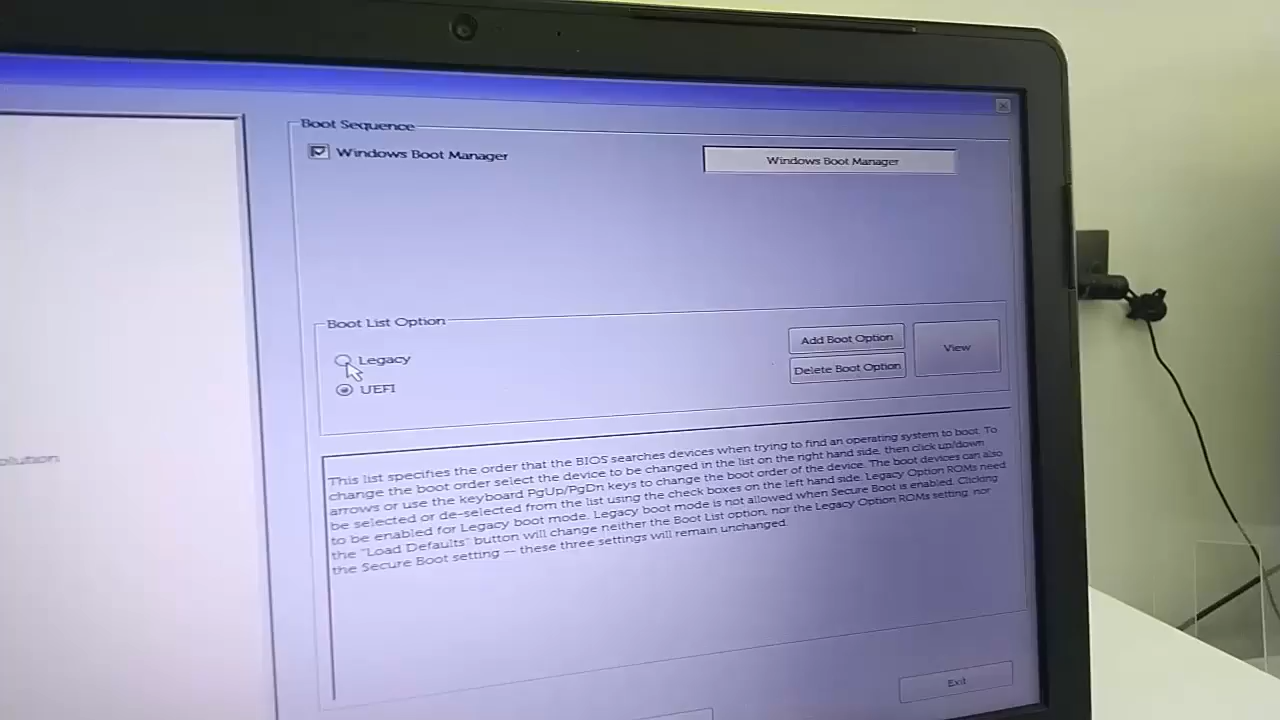 Boot Sequence
Windows Boot Manager
Windows Boot Manager
Boot List Option
Legacy
UEFI
Add Boot Option
Delete Boot Option
View
olution
This list specifies the order that the BIOS searches devices when trying to find an operating system to boot. To
change the boot order select the device to be changed in the list on the right hand side, then click up/down
arrows or use the keyboard PgUp/PgDn keys to change the boot order of the device. The boot devices can also
be selected or de-selected from the list using the check boxes on the left hand side. Legacy Option ROMs need
to be enabled for Legacy boot mode. Legacy boot mode is not allowed when Secure Boot is enabled. Clicking
the "Load Defaults" button will change neither the Boot List option, nor the Legacy Option ROMs setting, nor
the Secure Boot setting -- these three settings will remain unchanged.
Exit